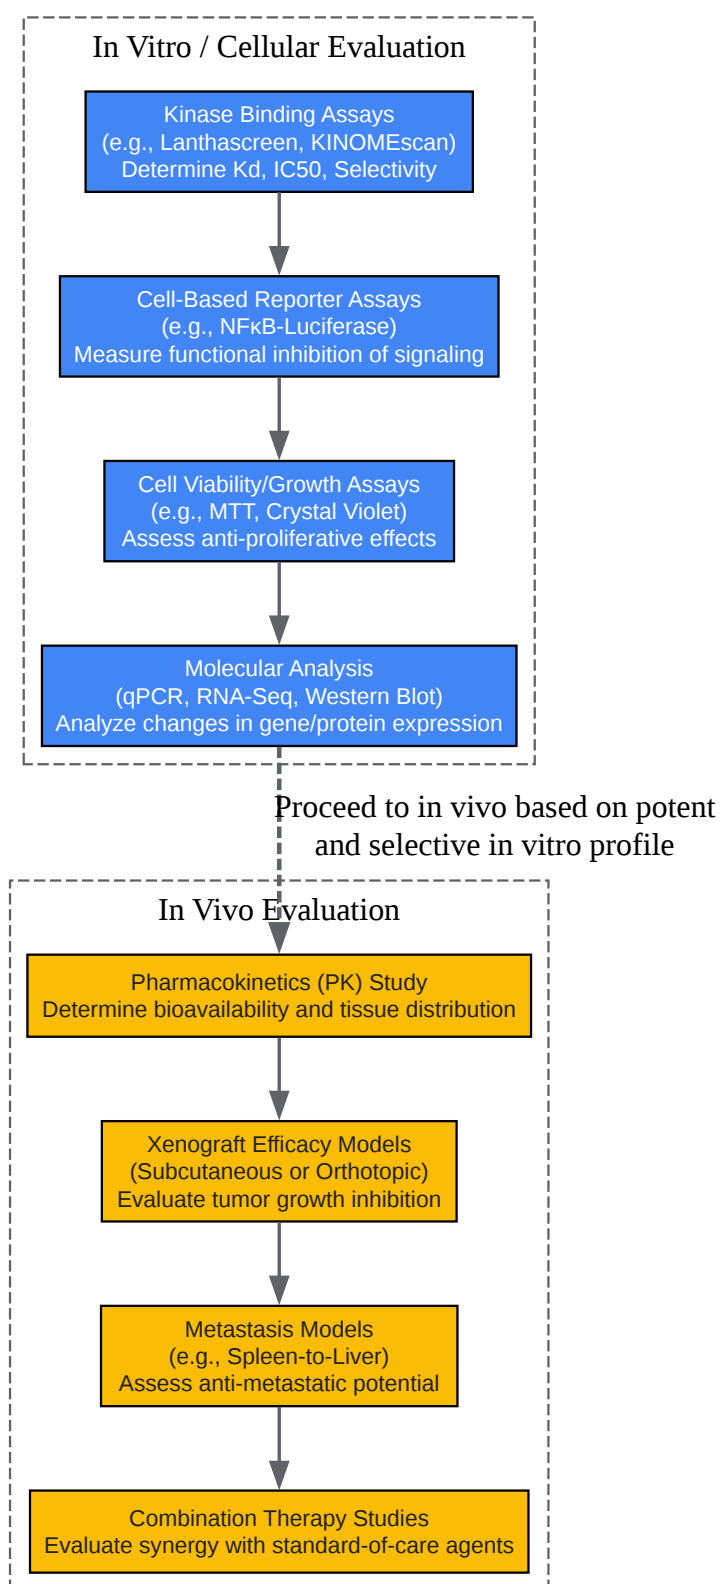 In Vitro / Cellular Evaluation
Kinase Binding Assays
(e.g., Lanthascreen, KINOMEscan)
Determine Kd, IC50, Selectivity
Cell-Based Reporter Assays
(e.g., NFκB-Luciferase)
Measure functional inhibition of signaling
Cell Viability/Growth Assays
(e.g., MTT, Crystal Violet)
Assess anti-proliferative effects
Molecular Analysis
(qPCR, RNA-Seq, Western Blot)
Analyze changes in gene/protein expression
Proceed to in vivo based on potent
and selective in vitro profile
In Vivo Evaluation
Pharmacokinetics (PK) Study
Determine bioavailability and tissue distribution
Xenograft Efficacy Models
(Subcutaneous or Orthotopic)
Evaluate tumor growth inhibition
Metastasis Models
(e.g., Spleen-to-Liver)
Assess anti-metastatic potential
Combination Therapy Studies
Evaluate synergy with standard-of-care agents